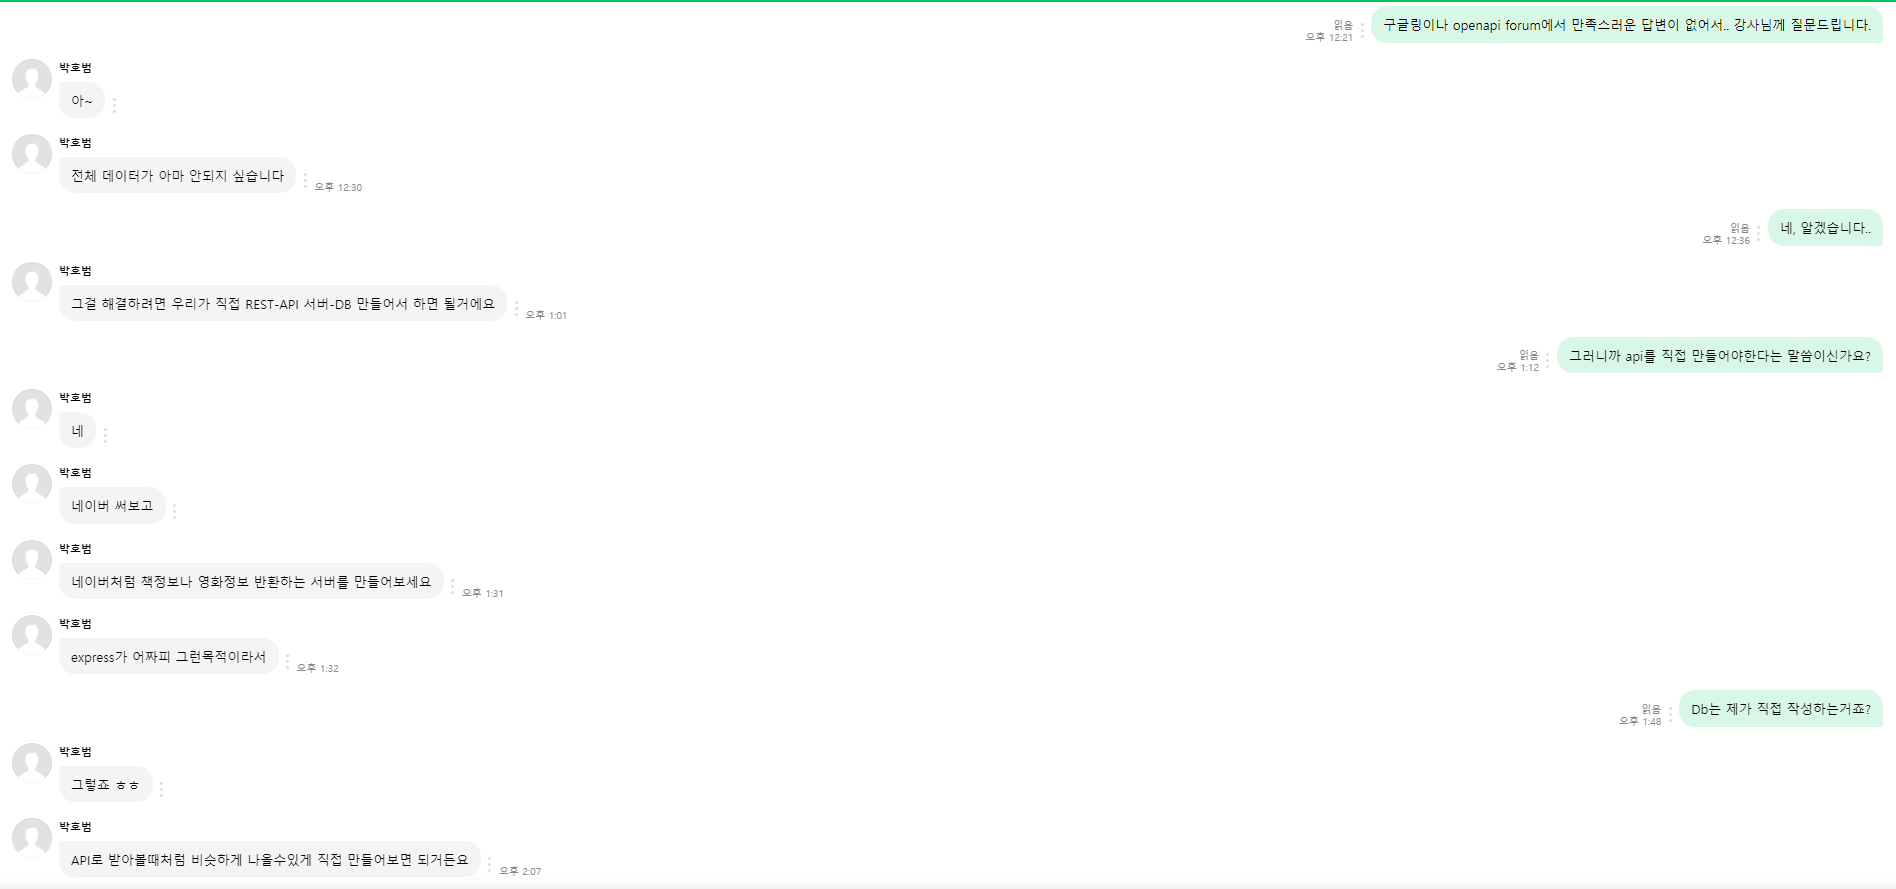 읽음
오후 12:21
구글링이나 openapi forum에서 만족스러운 답변이 없어서.. 강사님께 질문드립니다.
박호범
아~
박호범
전체 데이터가 아마 안되지 싶습니다
오후 12:30
읽음
오후 12:36
네, 알겠습니다..
박호범
그걸 해결하려면 우리가 직접 REST-API 서버-DB 만들어서 하면 될거에요
오후 1:01
읽음
오후 1:12
그러니까 api를 직접 만들어야한다는 말씀이신가요?
박호범
네
박호범
네이버 써보고
박호범
네이버처럼 책정보나 영화정보 반환하는 서버를 만들어보세요
오후 1:31
박호범
express가 어짜피 그런목적이라서
오후 1:32
읽음
오후 1:48
Db는 제가 직접 작성하는거죠?
박호범
그렇죠 ㅎㅎ
박호범
API로 받아볼때처럼 비슷하게 나올수있게 직접 만들어보면 되거든요
오후 2:07